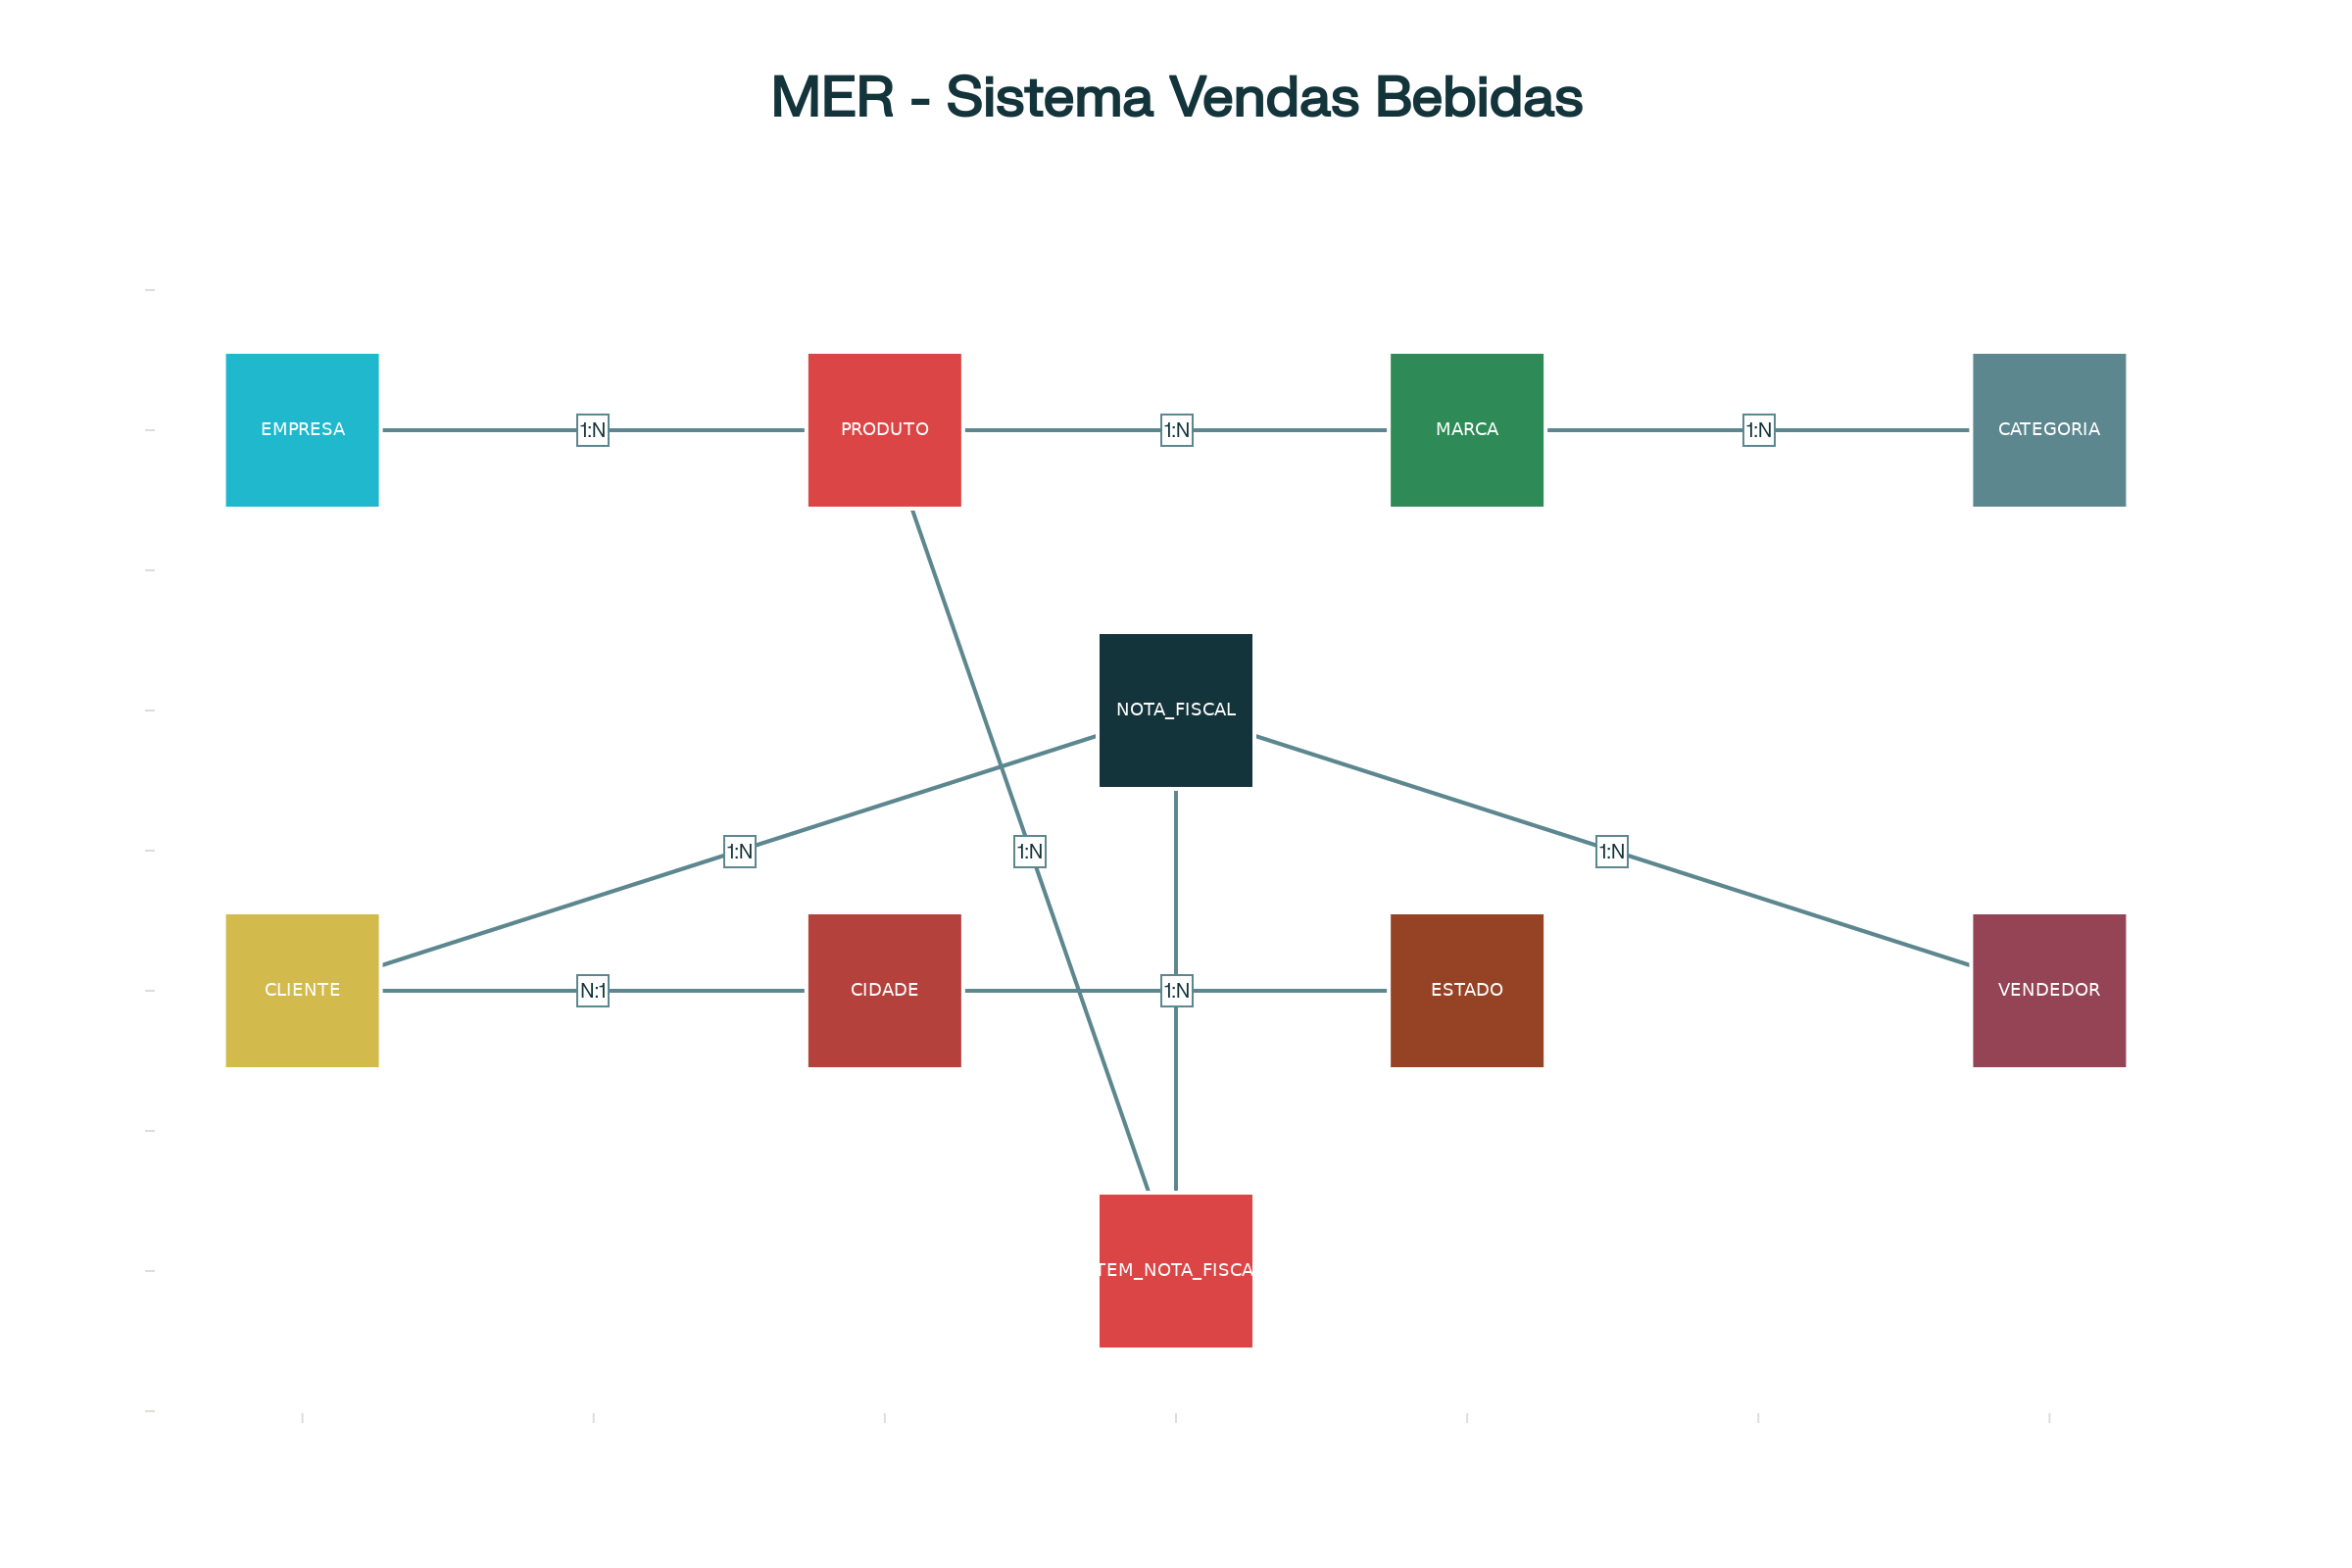 MER - Sistema Vendas Bebidas
EMPRESA
1:N
PRODUTO
1:N
MARCA
1:N
CATEGORIA
NOTA_FISCAL
1:N
1:N
1:N
CLIENTE
N:1
CIDADE
1:N
ESTADO
VENDEDOR
TEM_NOTA_FISCA